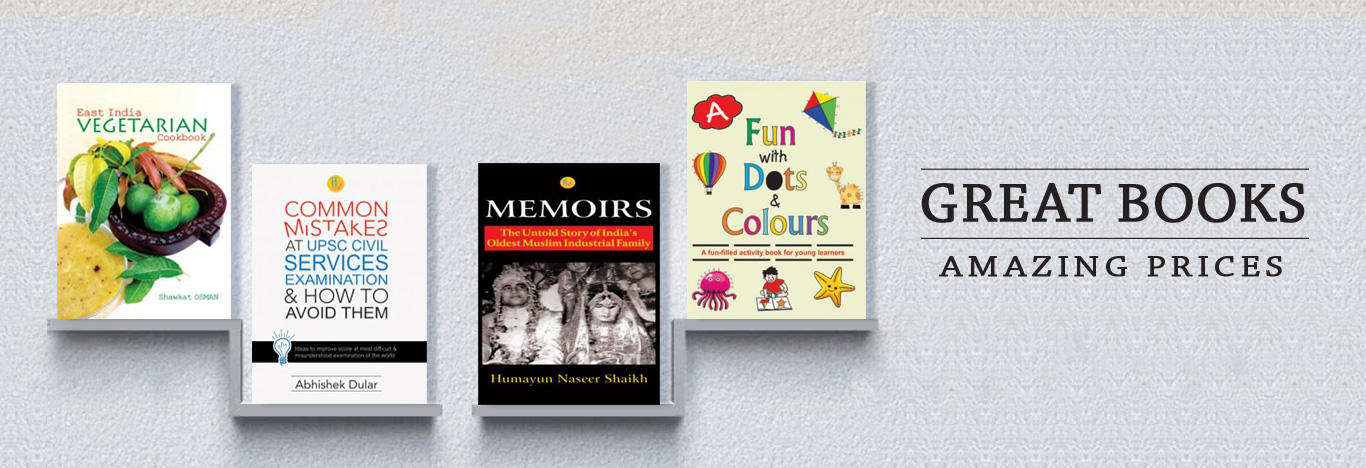 East India
VEGETARIAN
Cookbook
Shawkat OSMAN
COMMON
MISTAKES
AT UPSC CIVIL
SERVICES
EXAMINATION
& HOW TO
AVOID THEM
Ideas to improve score at most difficult &
misunderstood examination of the world
Abhishek Dular
MEMOIRS
The Untold Story of India's
Oldest Muslim Industrial Family
Humayun Naseer Shaikh
A
Fun
with
Dots
&
Colours
A fun-filled activity book for young learners
GREAT BOOKS
AMAZING PRICES